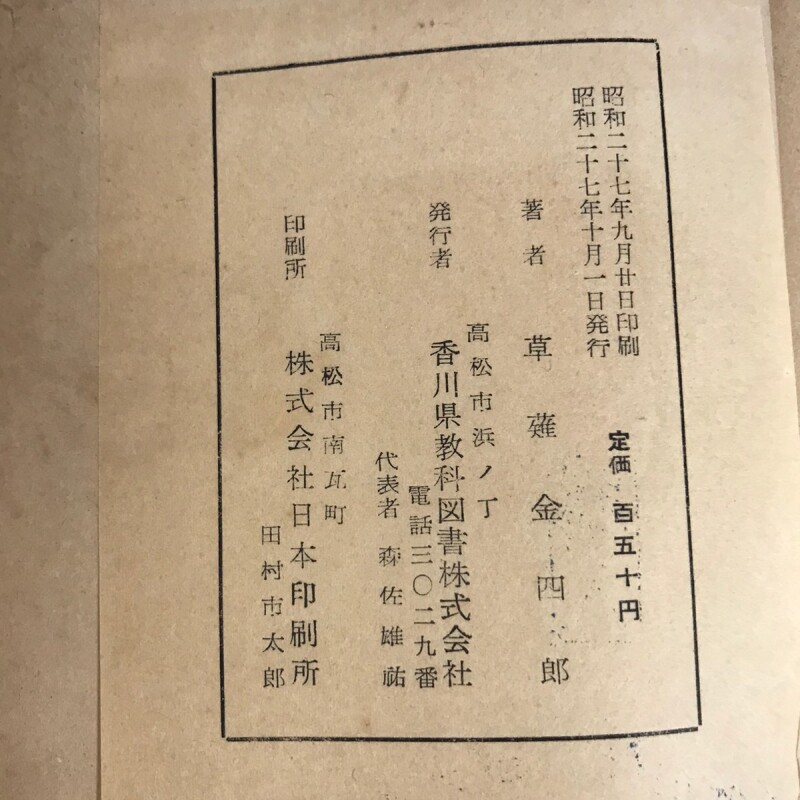 昭和二十七年九月廿日印刷
昭和二十七年十月一日発行
定価 百五十円
著者 草薙金四郎
高松市浜ノ丁
発行者 香川県教科図書株式会社
電話三〇二九番
代表者 森佐雄祐
高松市南瓦町
印刷所 株式会社日本印刷所
田村市太郎